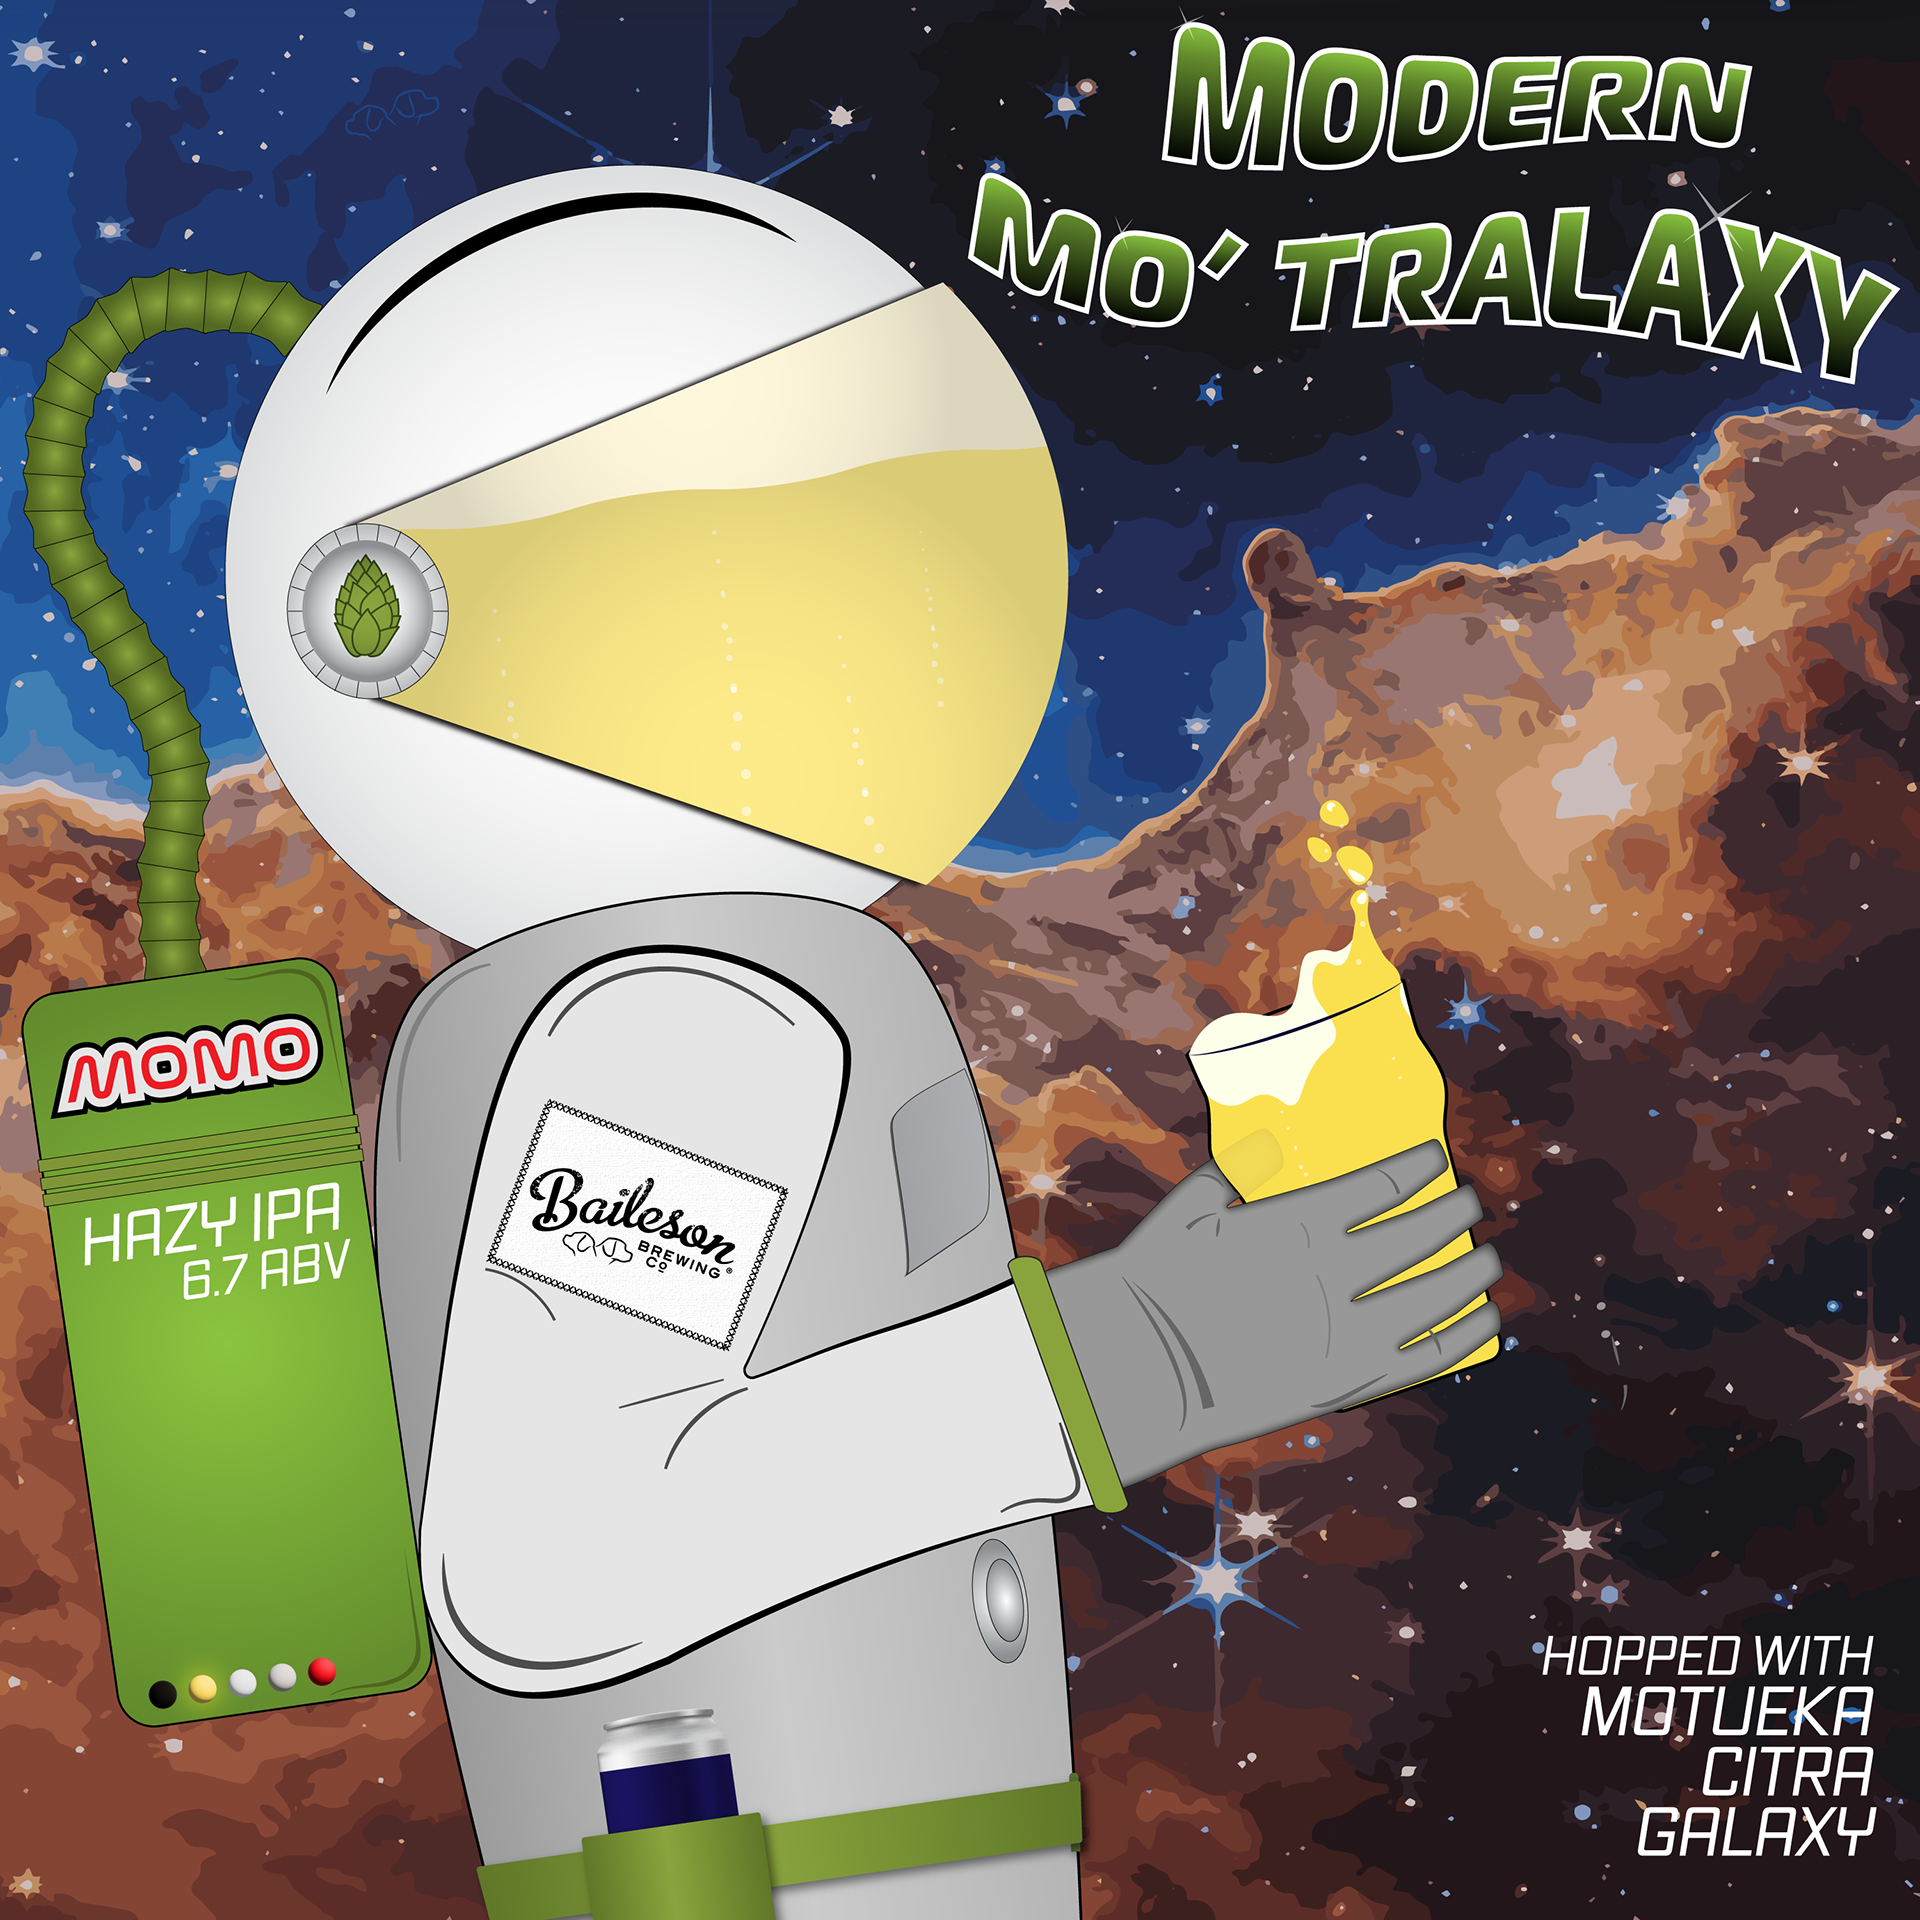 MODERN
MO' TRALAXY
MOMO
HAZY IPA
6.7 ABV
Baileson
BREWING
Co ®
HOPPED WITH
MOTUEKA
CITRA
GALAXY